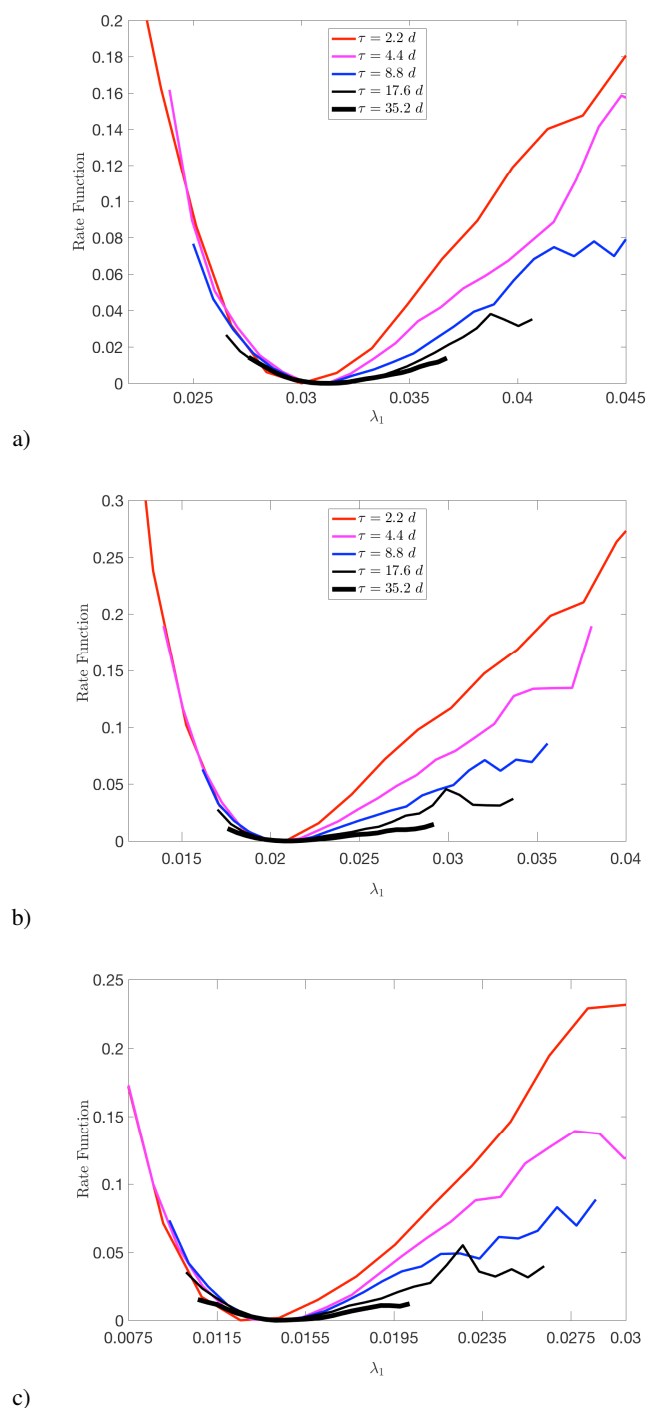 0.2
0.18
0.16
0.14
0.12
0.1
0.08
0.06
0.04
0.02
0
Rate Function
τ = 2.2 d
τ = 4.4 d
τ = 8.8 d
τ = 17.6 d
τ = 35.2 d
0.025 0.03 0.035 0.04 0.045
λ₁
a)
0.3
0.25
0.2
0.15
0.1
0.05
0
Rate Function
τ = 2.2 d
τ = 4.4 d
τ = 8.8 d
τ = 17.6 d
τ = 35.2 d
0.015 0.02 0.025 0.03 0.035 0.04
λ₁
b)
0.25
0.2
0.15
0.1
0.05
0
Rate Function
0.0075 0.0115 0.0155 0.0195 0.0235 0.0275 0.03
λ₁
c)